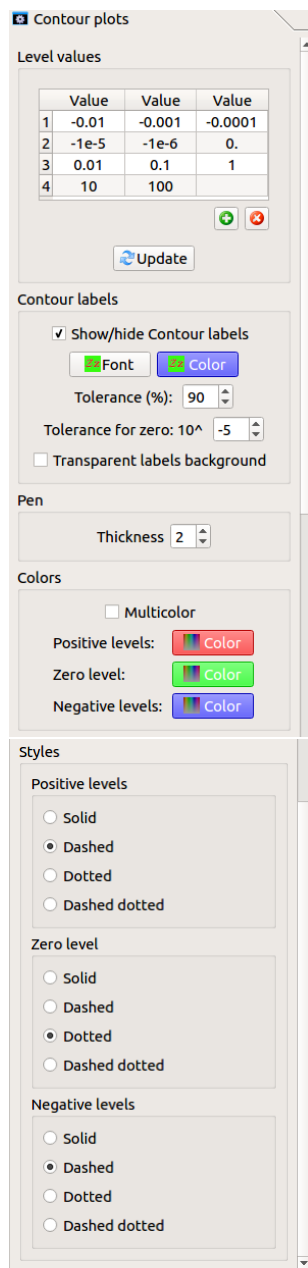 Contour plots
Level values
Value Value Value
1 -0.01 -0.001 -0.0001
2 -1e-5 -1e-6 0.
3 0.01 0.1 1
4 10 100
Update
Contour labels
Show/hide Contour labels
Zz Font Zz Color
Tolerance (%): 90
Tolerance for zero: 10^ -5
Transparent labels background
Pen
Thickness 2
Colors
Multicolor
Positive levels: Color
Zero level: Color
Negative levels: Color
Styles
Positive levels
Solid
Dashed
Dotted
Dashed dotted
Zero level
Solid
Dashed
Dotted
Dashed dotted
Negative levels
Solid
Dashed
Dotted
Dashed dotted